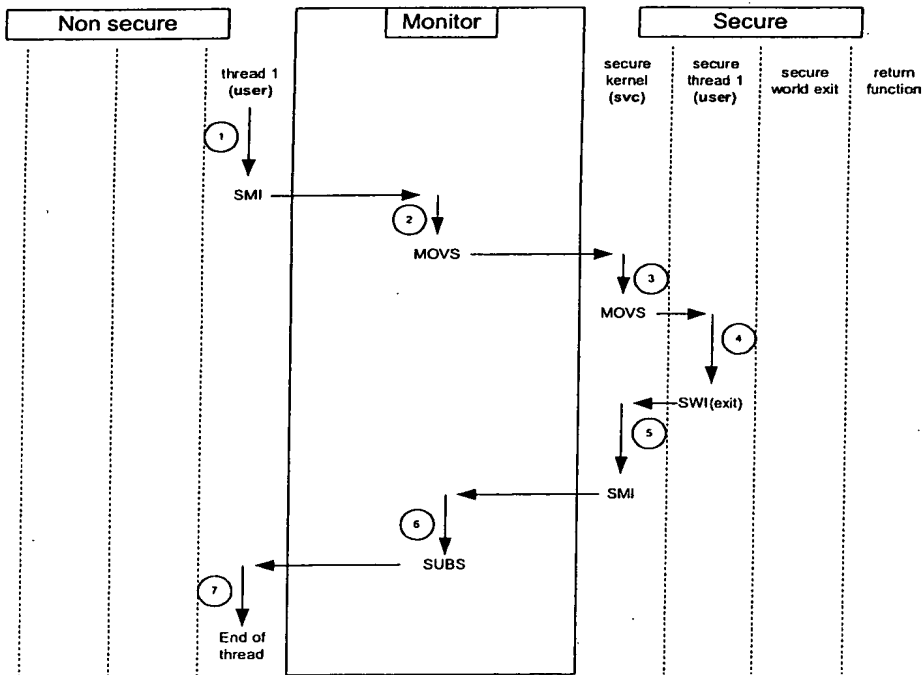 Non secure
Monitor
Secure
thread 1
(user)
secure
kernel
(svc)
secure
thread 1
(user)
secure
world exit
return
function
1
SMI
2
MOVS
3
MOVS
4
SWI(exit)
5
SMI
6
SUBS
7
End of
thread